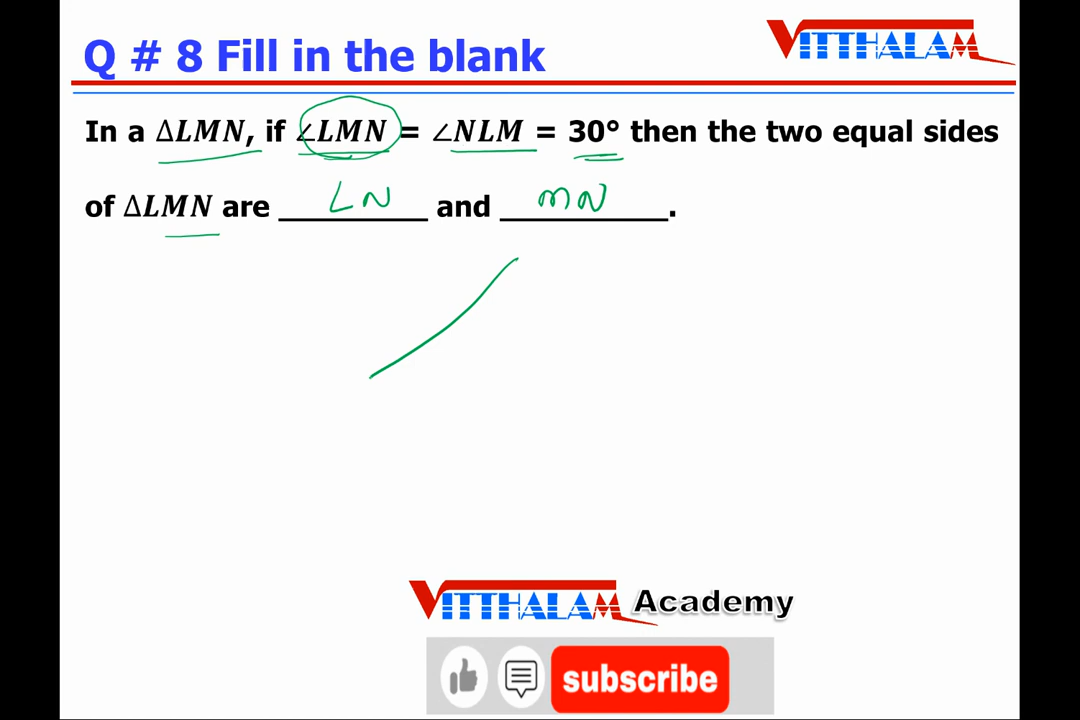 Q # 8 Fill in the blank
VITTHALAM
In a ΔLMN, if ∠LMN = ∠NLM = 30° then the two equal sides
of ΔLMN are LN and MN.
VITTHALAM Academy
subscribe